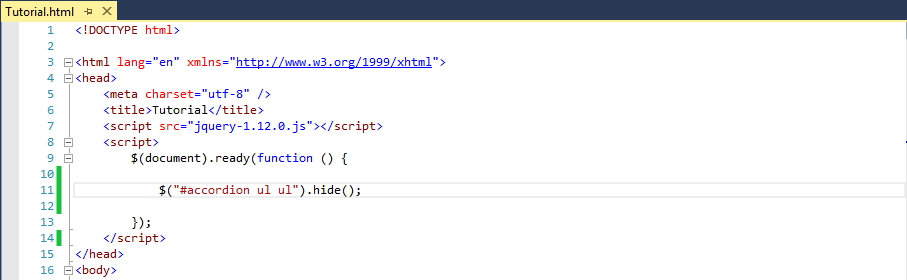 Tutorial.html
1 <!DOCTYPE html>
2
3 <html lang="en" xmlns="http://www.w3.org/1999/xhtml">
4 <head>
5     <meta charset="utf-8" />
6     <title>Tutorial</title>
7     <script src="jquery-1.12.0.js"></script>
8     <script>
9         $(document).ready(function () {
10
11             $("#accordion ul ul").hide();
12
13         });
14     </script>
15 </head>
16 <body>